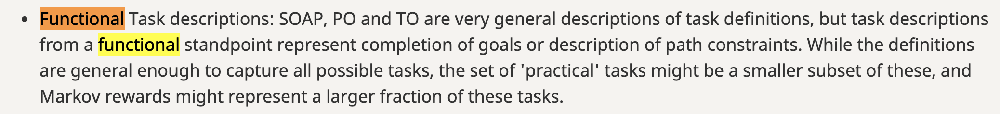 • Functional Task descriptions: SOAP, PO and TO are very general descriptions of task definitions, but task descriptions
from a functional standpoint represent completion of goals or description of path constraints. While the definitions
are general enough to capture all possible tasks, the set of 'practical' tasks might be a smaller subset of these, and
Markov rewards might represent a larger fraction of these tasks.